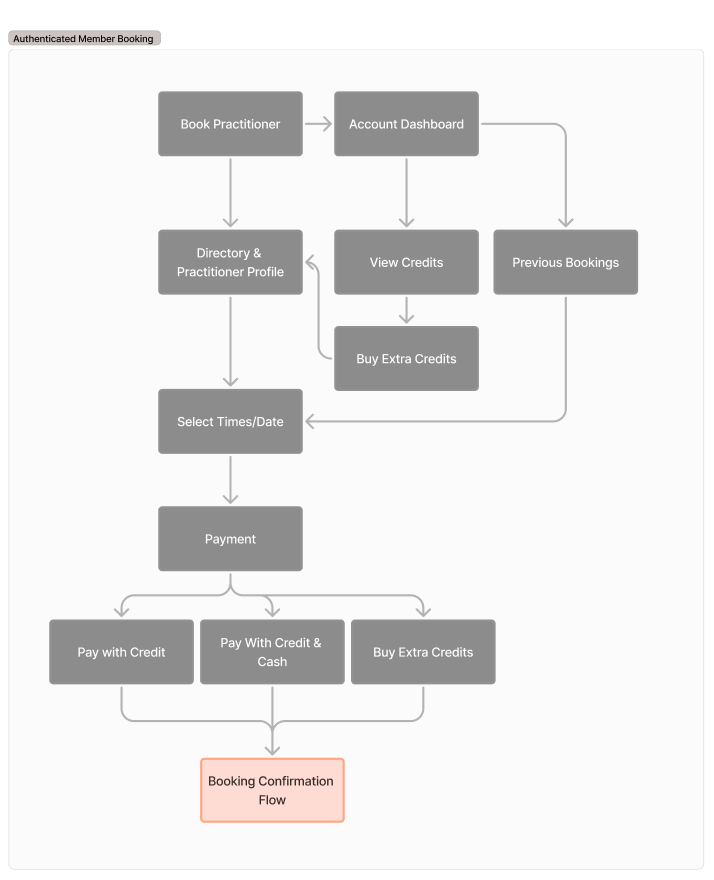 Authenticated Member Booking
Book Practitioner
Account Dashboard
Directory &
Practitioner Profile
View Credits
Previous Bookings
Buy Extra Credits
Select Times/Date
Payment
Pay with Credit
Pay With Credit &
Cash
Buy Extra Credits
Booking Confirmation
Flow